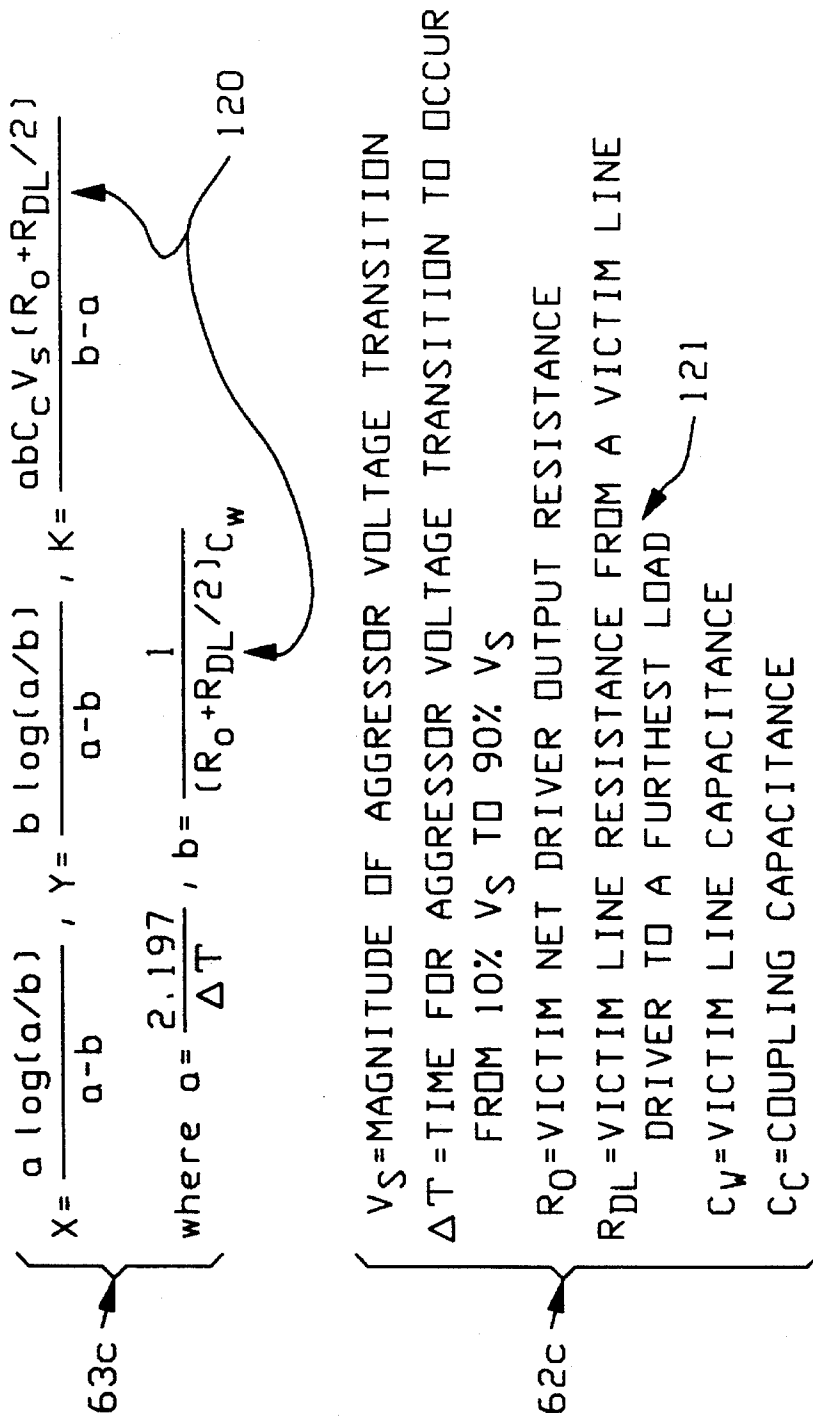 63c
X= a log(a/b) / a-b , Y= b log(a/b) / a-b , K= abC_CV_S(R_O+R_DL/2) / b-a
where a= 2.197 / ΔT , b= 1 / (R_O+R_DL/2)C_W
120
62c
V_S=MAGNITUDE OF AGGRESSOR VOLTAGE TRANSITION
ΔT=TIME FOR AGGRESSOR VOLTAGE TRANSITION TO OCCUR
FROM 10% V_S TO 90% V_S
R_O=VICTIM NET DRIVER OUTPUT RESISTANCE
R_DL=VICTIM LINE RESISTANCE FROM A VICTIM LINE
DRIVER TO A FURTHEST LOAD
121
C_W=VICTIM LINE CAPACITANCE
C_C=COUPLING CAPACITANCE